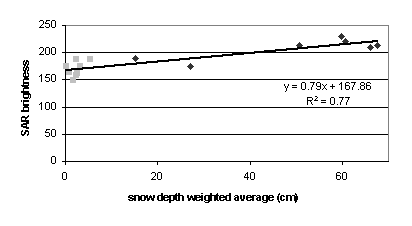 250
200
150
100
50
0
SAR brightness
y = 0.79x + 167.86
R² = 0.77
0 20 40 60
snow depth weighted average (cm)